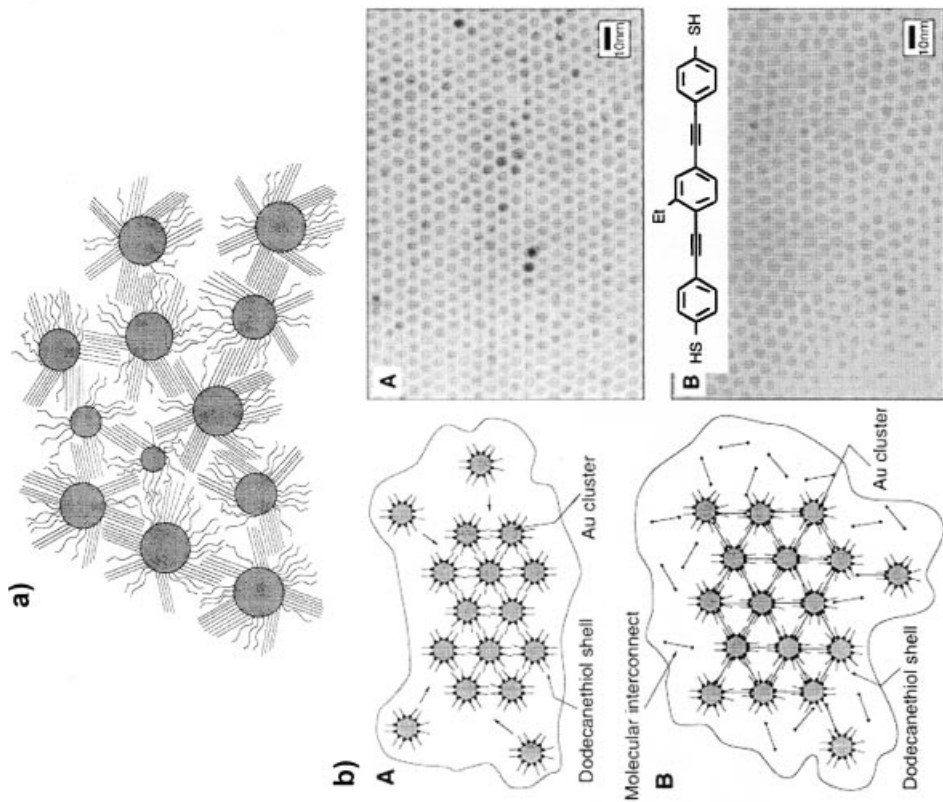 a)
b)
A
Dodecanethiol shell
Au cluster
A
10nm
Molecular interconnect
B
Dodecanethiol shell
Au cluster
B
HS
Et
SH
10nm